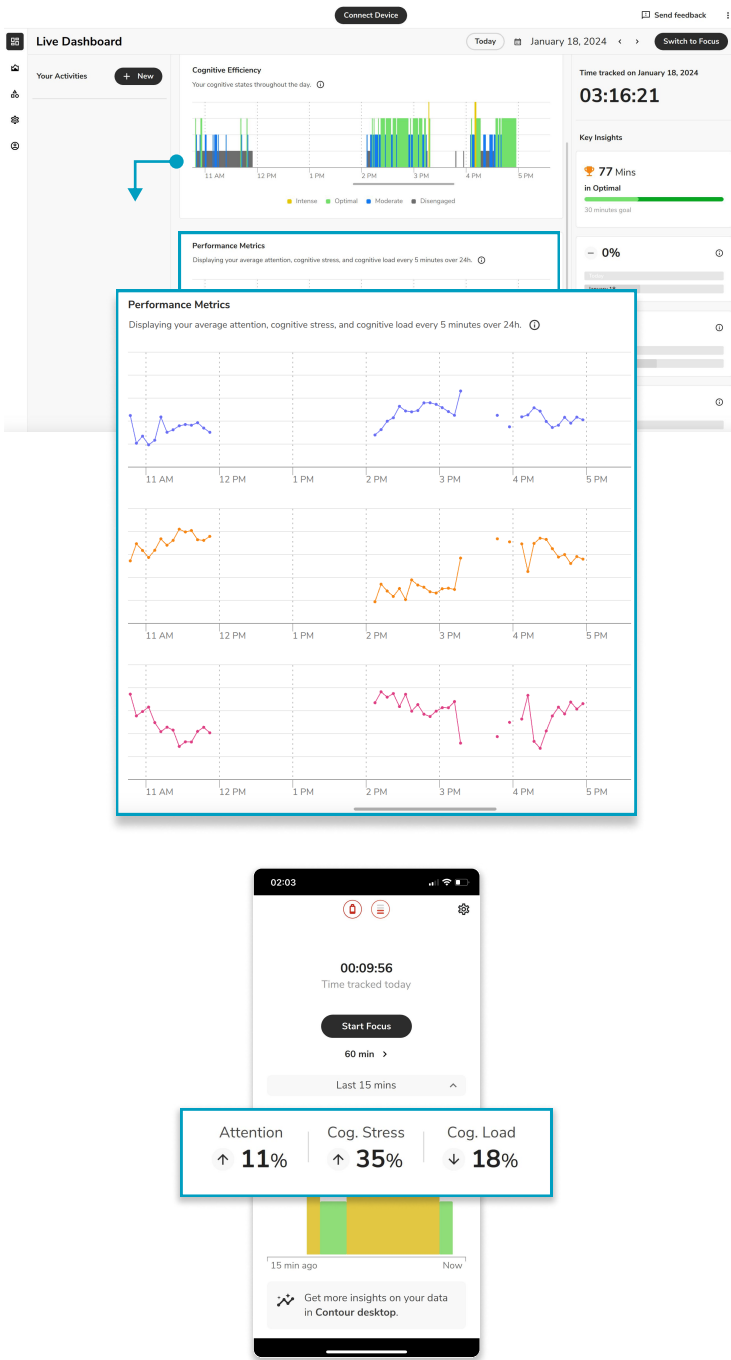 Connect Device
Send feedback
Live Dashboard
Today
January 18, 2024
Switch to Focus
Your Activities
+ New
Cognitive Efficiency
Your cognitive states throughout the day.
11 AM 12 PM 1 PM 2 PM 3 PM 4 PM 5 PM
Intense Optimal Moderate Disengaged
Time tracked on January 18, 2024
03:16:21
Key Insights
77 Mins
in Optimal
30 minutes goal
0%
Today
January 18
Performance Metrics
Displaying your average attention, cognitive stress, and cognitive load every 5 minutes over 24h.
Performance Metrics
Displaying your average attention, cognitive stress, and cognitive load every 5 minutes over 24h.
11 AM 12 PM 1 PM 2 PM 3 PM 4 PM 5 PM
11 AM 12 PM 1 PM 2 PM 3 PM 4 PM 5 PM
11 AM 12 PM 1 PM 2 PM 3 PM 4 PM 5 PM
02:03
00:09:56
Time tracked today
Start Focus
60 min
Last 15 mins
Attention Cog. Stress Cog. Load
11% 35% 18%
15 min ago Now
Get more insights on your data
in Contour desktop.